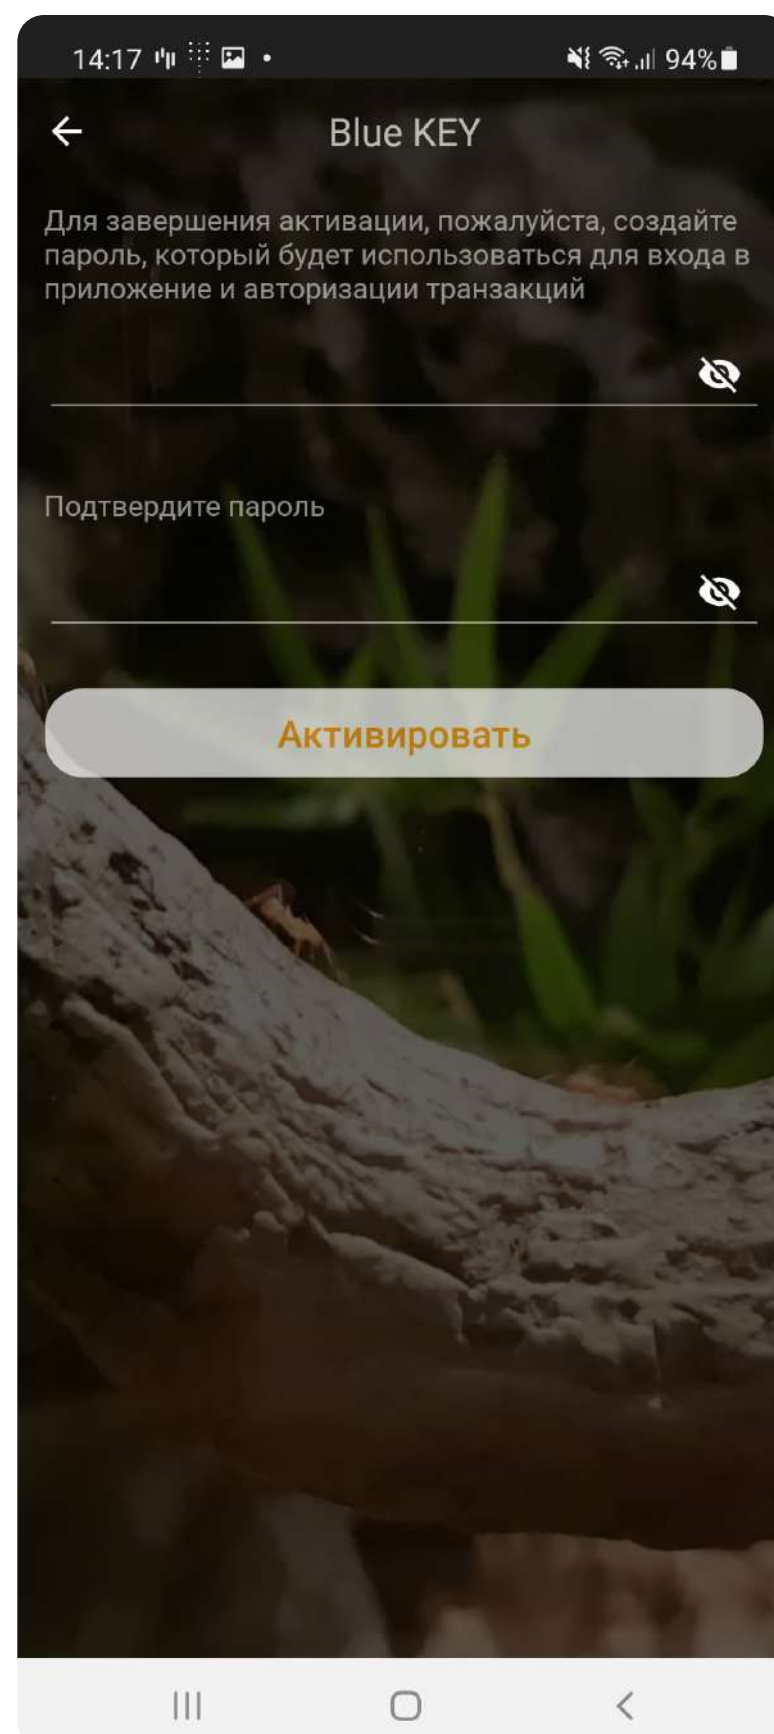 14:17 94%
Blue KEY
Для завершения активации, пожалуйста, создайте
пароль, который будет использоваться для входа в
приложение и авторизации транзакций
Подтвердите пароль
Активировать